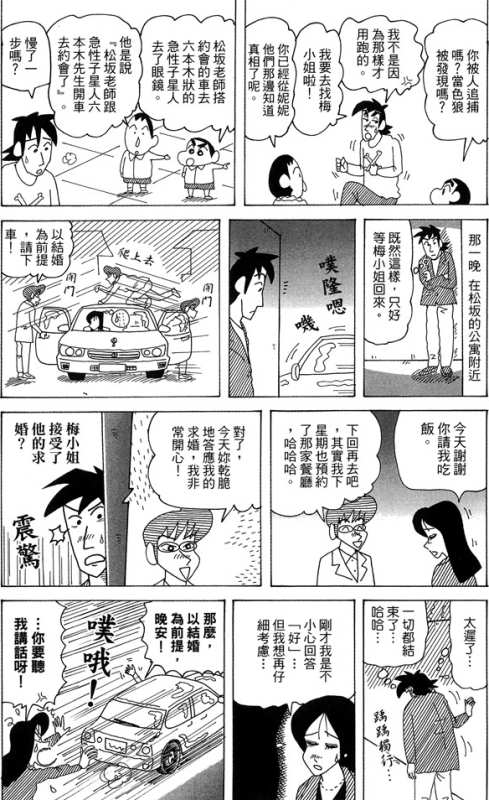 你被人追捕
嗎？當色狼
被發現嗎？
我不是因
為那樣才
用跑的。
我要去找梅
小姐啦！
你已經從妮妮
他們那邊知道
真相了呢。
松坂老師搭
約會的車去
六本木狀的
急性子星人
去了眼鏡。
他是說
『松坂老師跟
急性子星人六
本木先生開車
去約會了』。
慢了一
步嗎？
那一晚 在松坂的公寓附近
既然這樣，只好
等梅小姐回來。
璞隆嗯
嘰
爬上去
開門
開門
以結婚
為前提
，請下
車！
今天謝謝
你請我吃
飯。
下回再去吧
，其實我下
星期也預約
了那家餐廳
，哈哈哈。
對了，
今天妳乾脆
地答應我的
求婚，我非
常開心！
梅小姐
接受了
他的求
婚？
震驚
太遲了…
一切都結
束了…
哈哈…
踽踽獨行…
剛才我是不
小心回答
「好」…
但我想再仔
細考慮…
那麼，
以結婚
為前提，
晚安！
璞哦！
…你要聽
我講話呀！